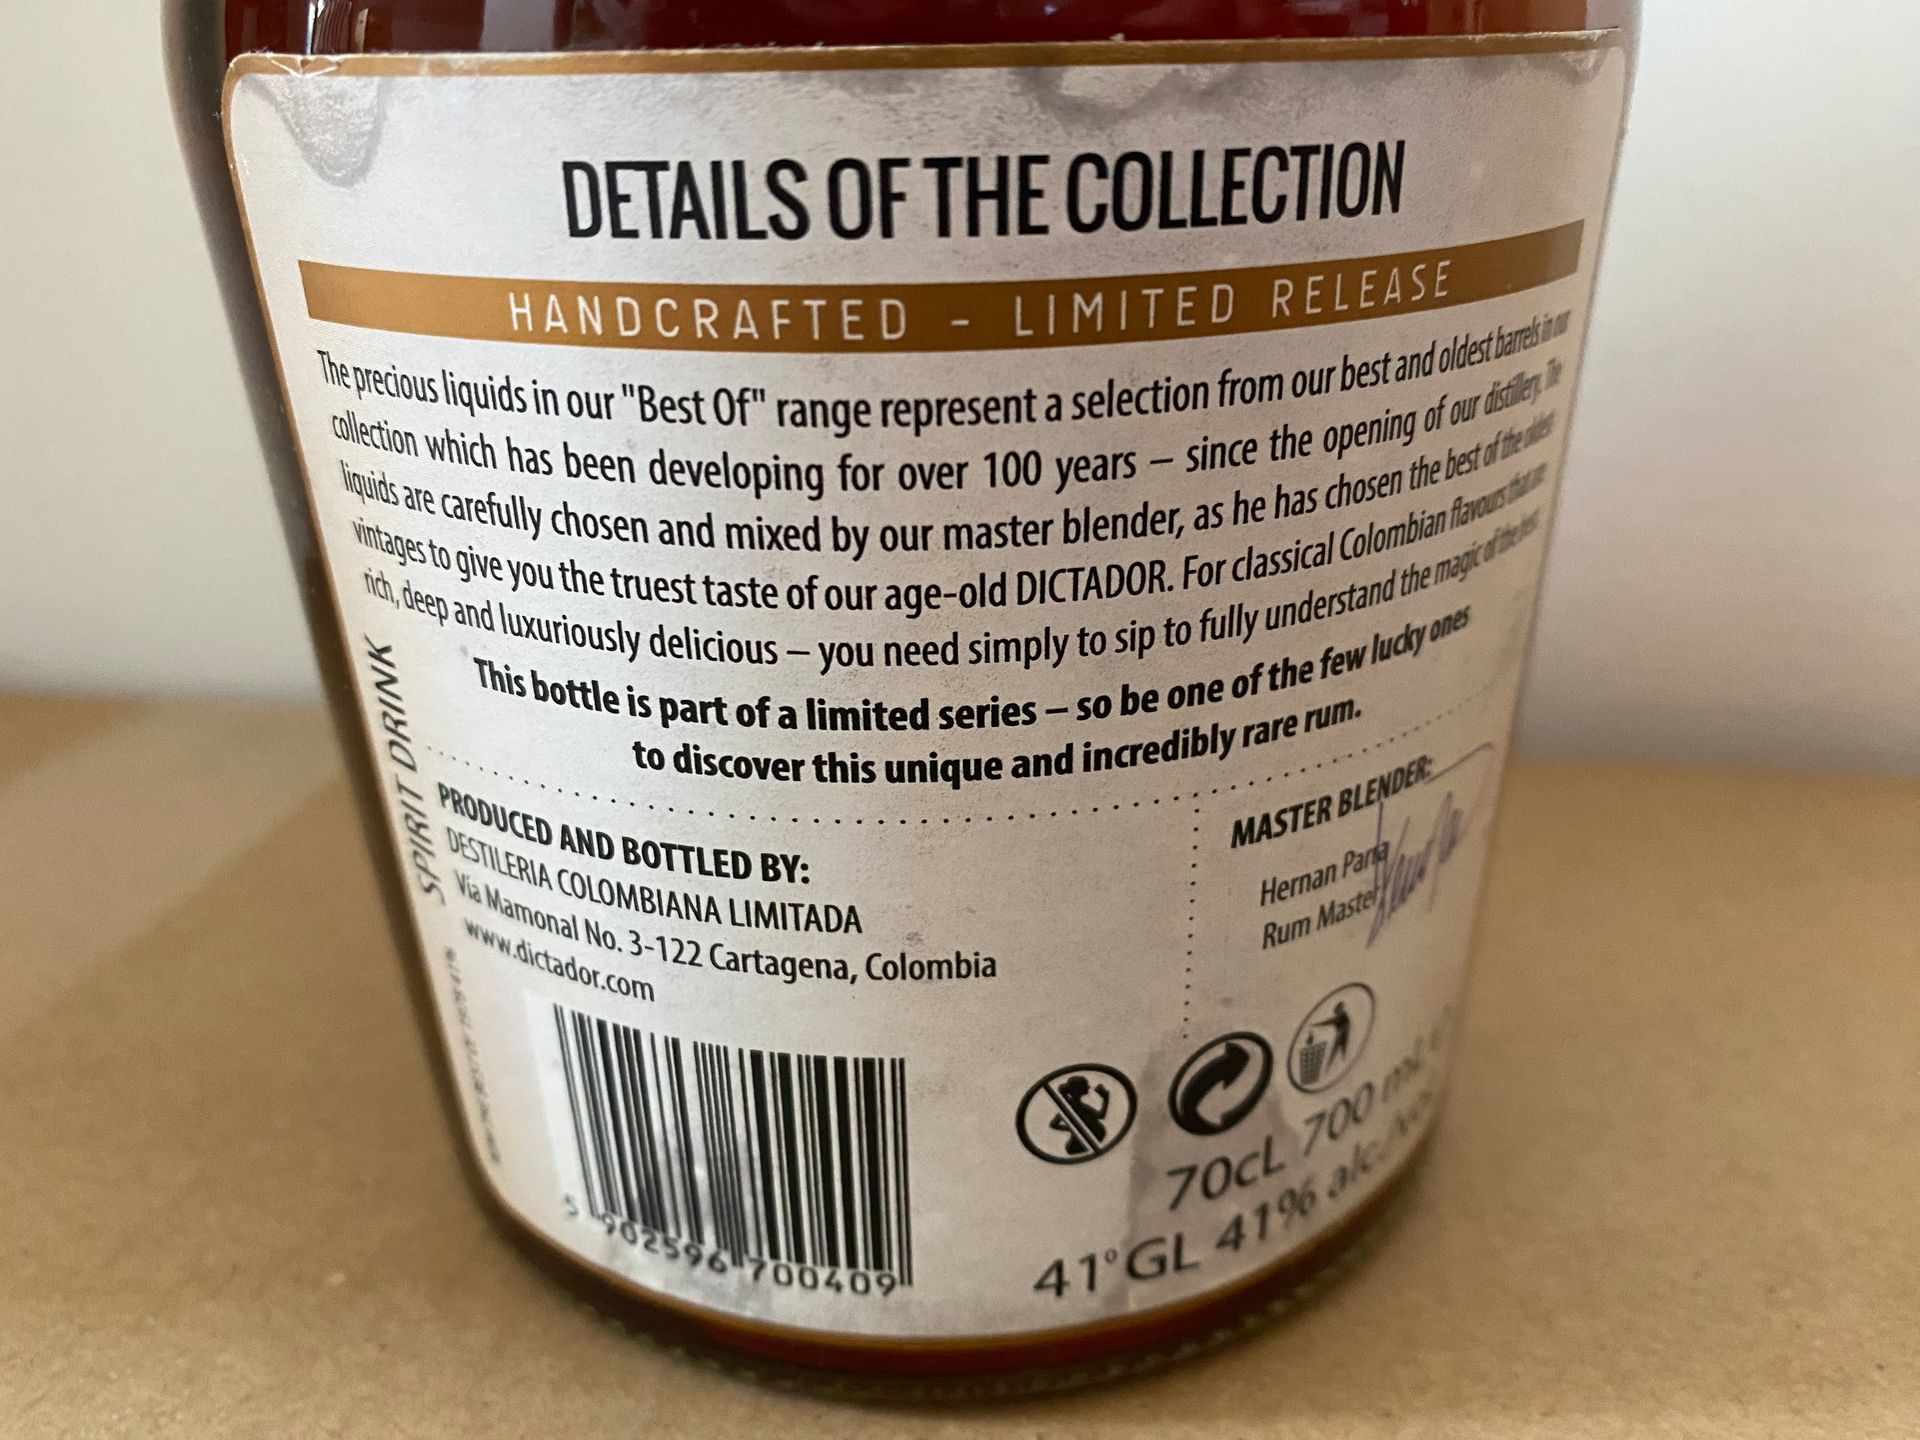 DETAILS OF THE COLLECTION
HANDCRAFTED - LIMITED RELEASE
The precious liquids in our "Best Of" range represent a selection from our best and oldest barrels in our
collection which has been developing for over 100 years – since the opening of our distillery. The
liquids are carefully chosen and mixed by our master blender, as he has chosen the best of the oldest
vintages to give you the truest taste of our age-old DICTADOR. For classical Colombian flavours that are
rich, deep and luxuriously delicious – you need simply to sip to fully understand the magic of the best
This bottle is part of a limited series – so be one of the few lucky ones
to discover this unique and incredibly rare rum.
SPIRIT DRINK
PRODUCED AND BOTTLED BY:
DESTILERIA COLOMBIANA LIMITADA
Vía Mamonal No. 3-122 Cartagena, Colombia
www.dictador.com
MASTER BLENDER:
Hernan Parra
Rum Master
5 902596 700409
70cL 700 mL
41°GL 41% alc./vol.